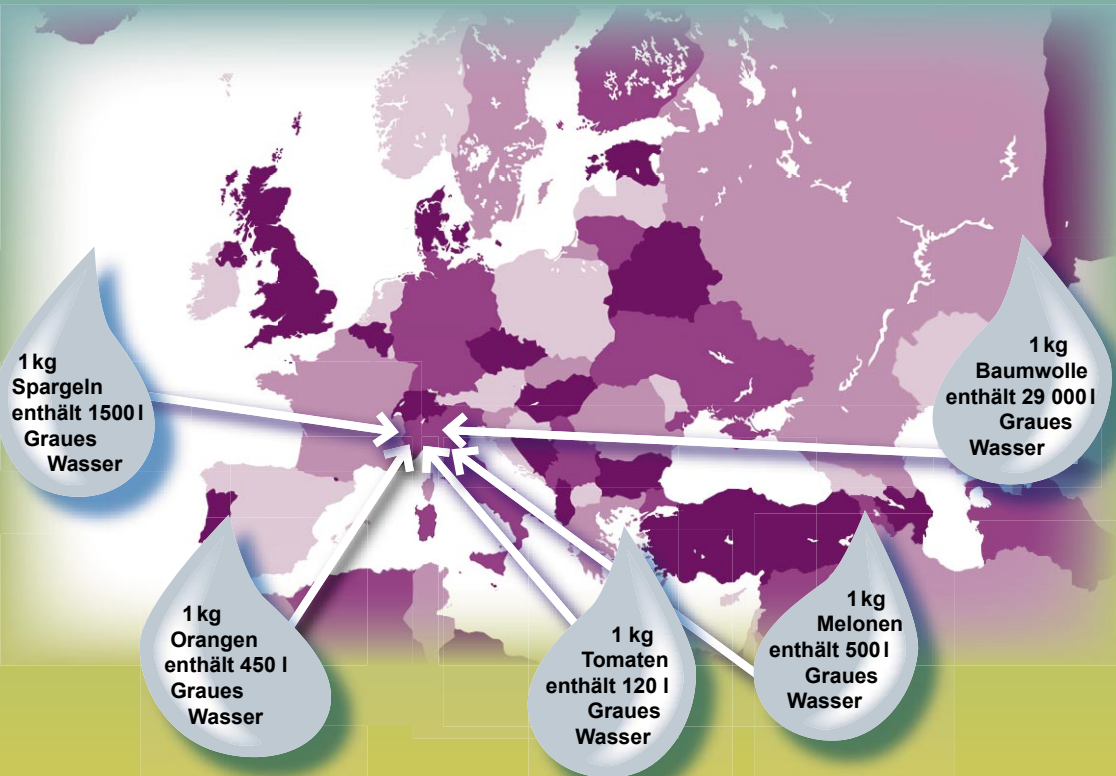 1 kg
Spargeln
enthält 1500 l
Graues
Wasser
1 kg
Baumwolle
enthält 29 000 l
Graues
Wasser
1 kg
Orangen
enthält 450 l
Graues
Wasser
1 kg
Tomaten
enthält 120 l
Graues
Wasser
1 kg
Melonen
enthält 500 l
Graues
Wasser